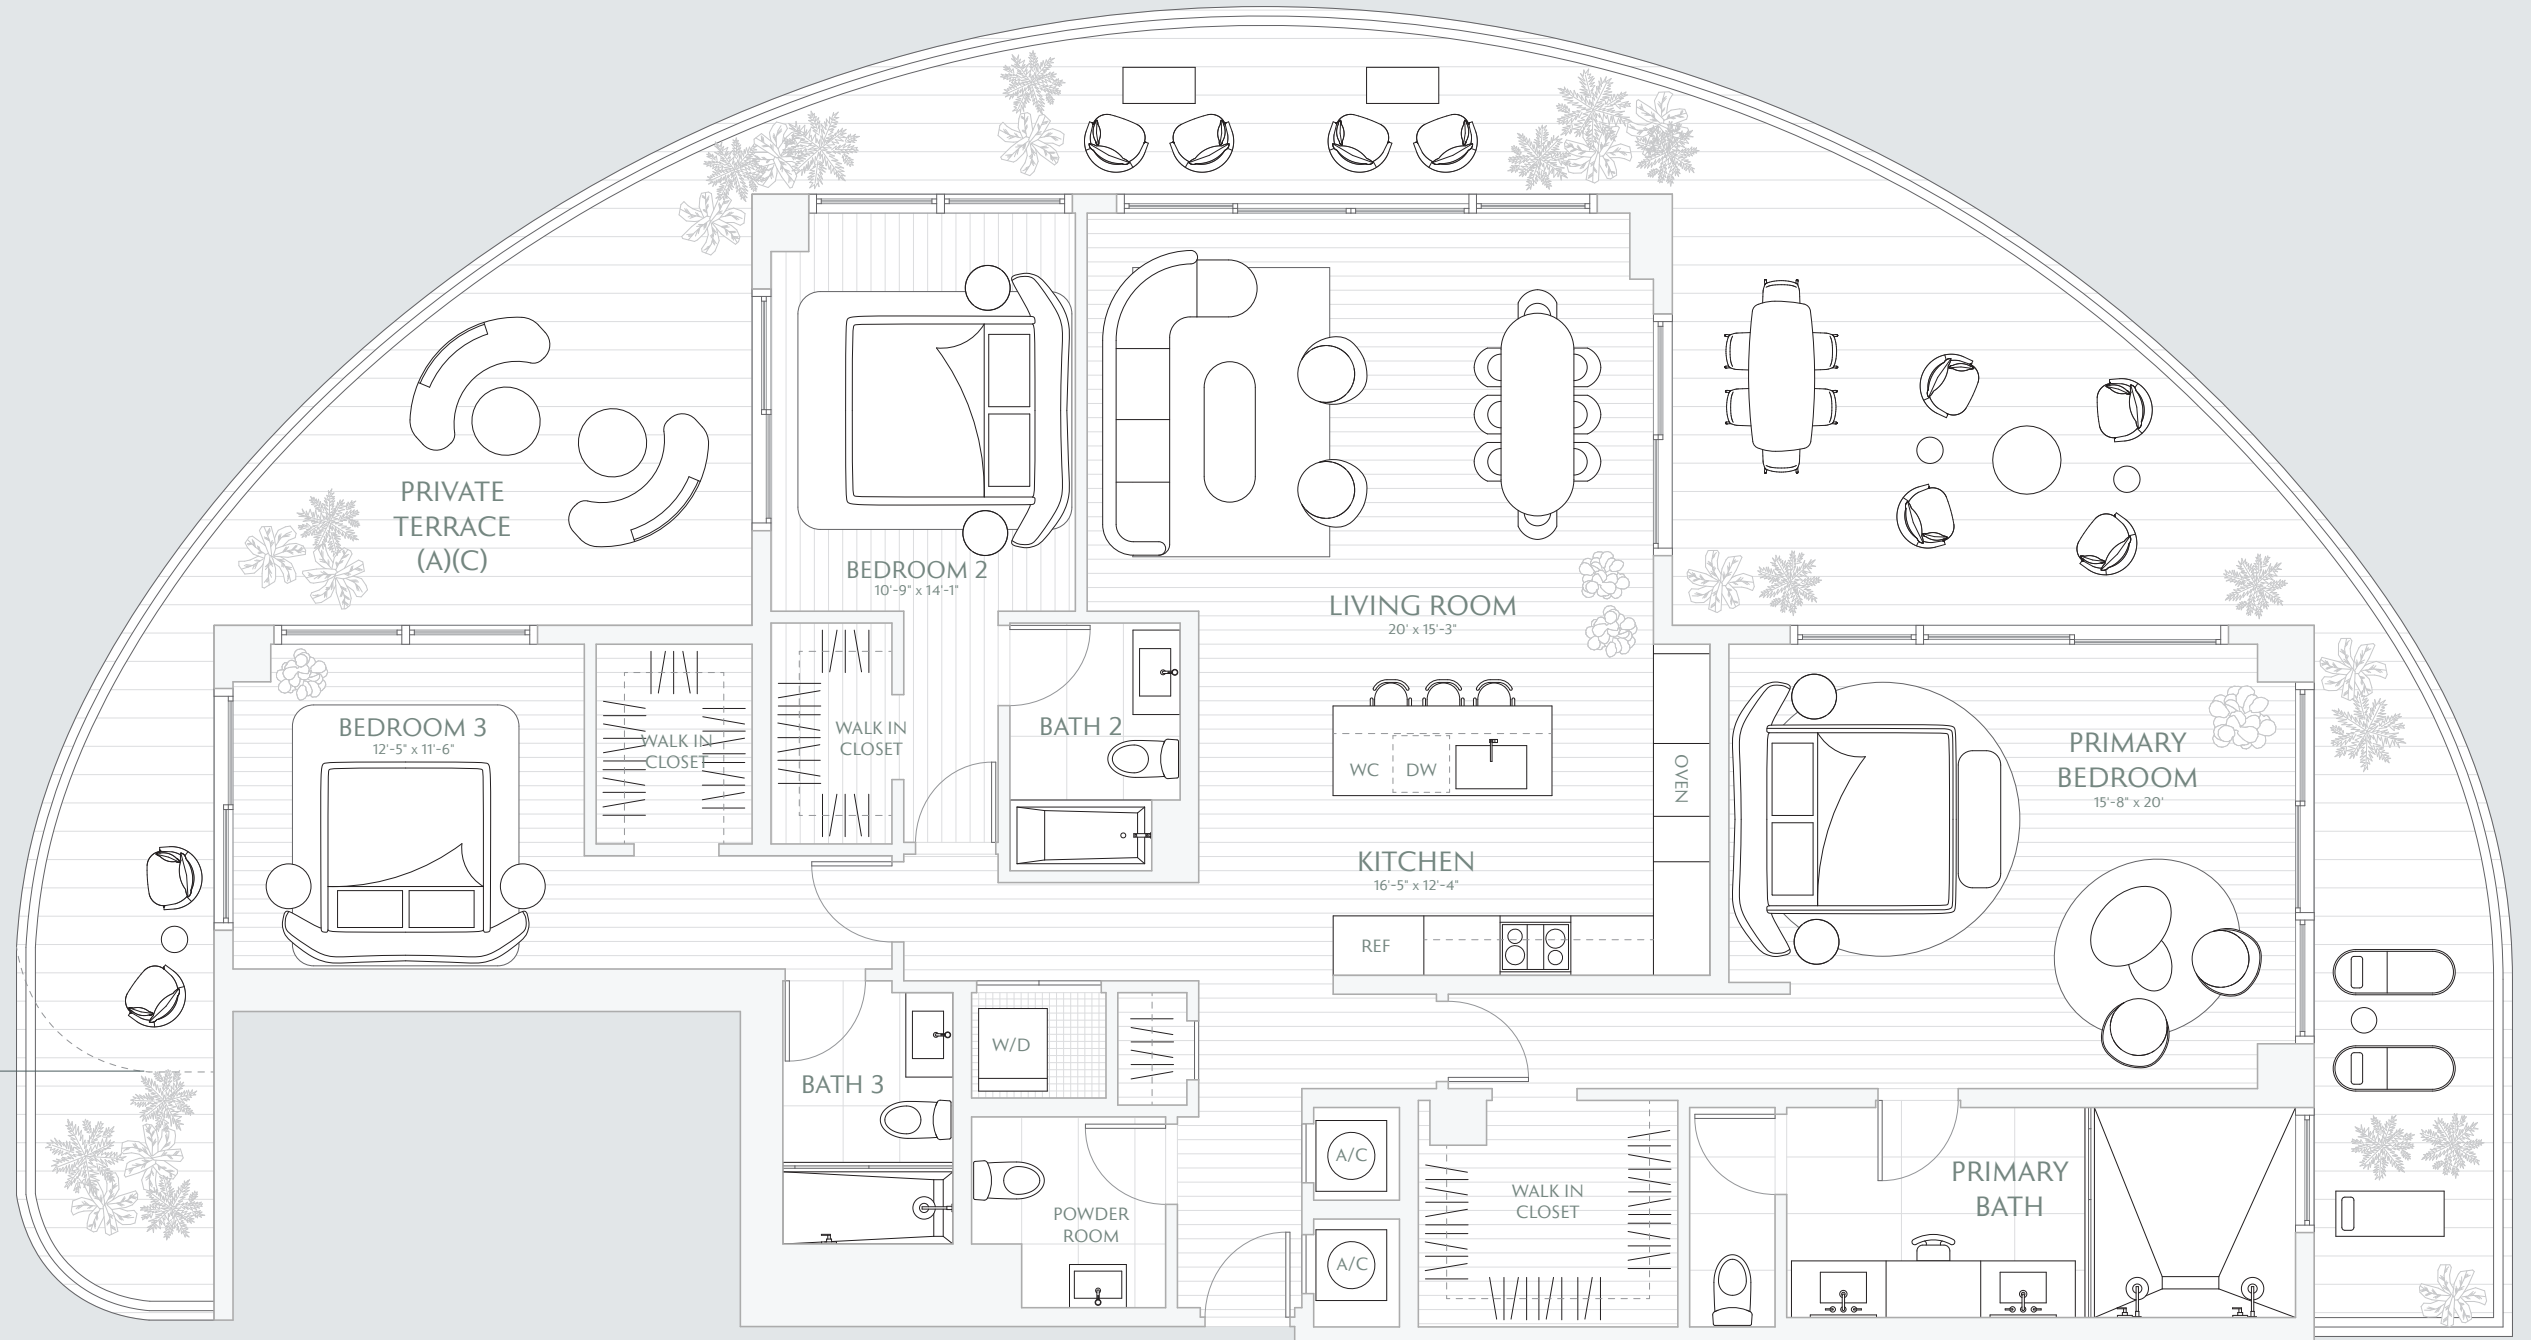 PRIVATE
TERRACE
(A)(C)
BEDROOM 2
10'-9" x 14'-1"
LIVING ROOM
20' x 15'-3"
BEDROOM 3
12'-5" x 11'-6"
WALK IN
CLOSET
WALK IN
CLOSET
BATH 2
WC
DW
OVEN
PRIMARY
BEDROOM
15'-8" x 20'
KITCHEN
16'-5" x 12'-4"
REF
W/D
BATH 3
A/C
POWDER
ROOM
A/C
WALK IN
CLOSET
PRIMARY
BATH